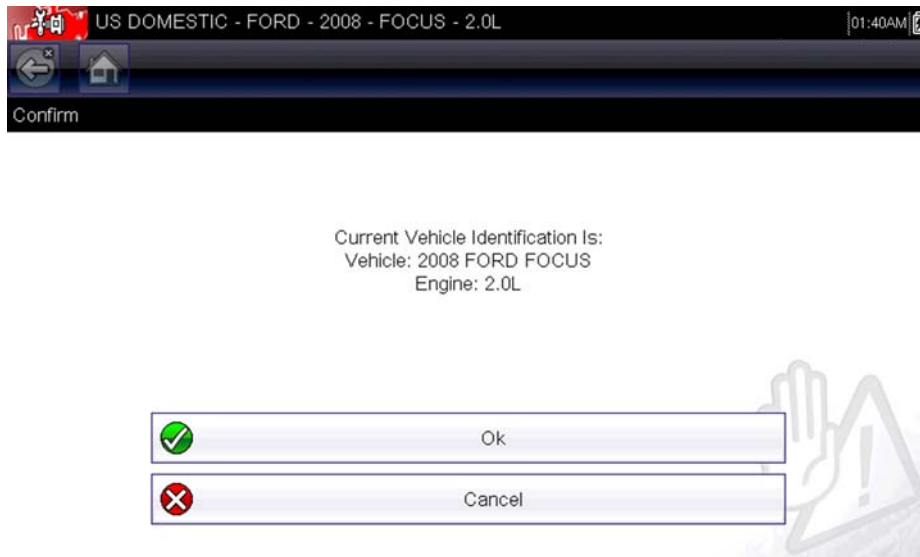 US DOMESTIC - FORD - 2008 - FOCUS - 2.0L
01:40AM
Confirm
Current Vehicle Identification Is:
Vehicle: 2008 FORD FOCUS
Engine: 2.0L
Ok
Cancel